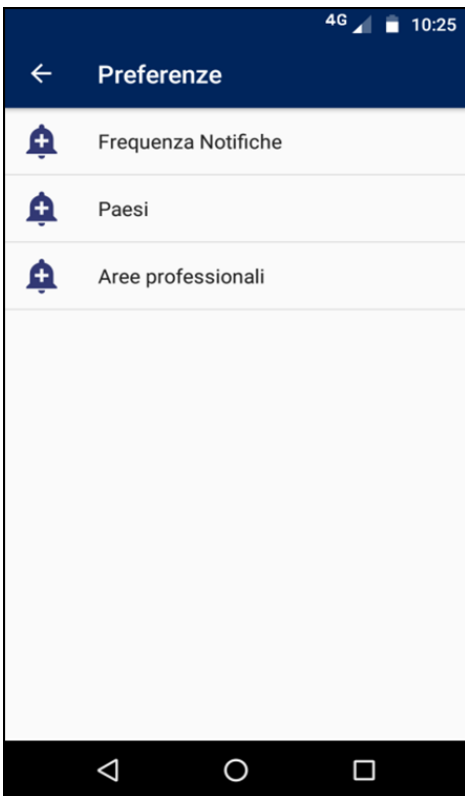 4G 10:25
Preferenze
Frequenza Notifiche
Paesi
Aree professionali